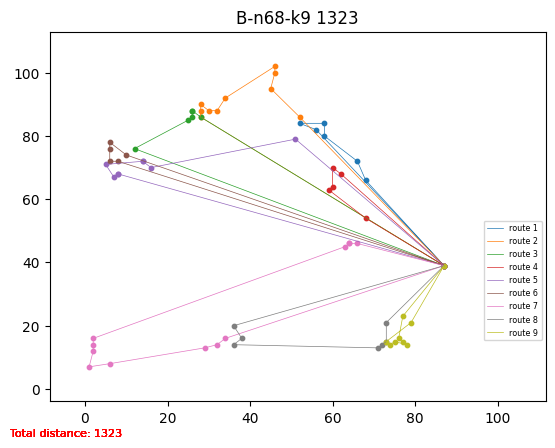 B-n68-k9 1323
100
80
60
40
20
0
0 20 40 60 80 100
route 1
route 2
route 3
route 4
route 5
route 6
route 7
route 8
route 9
Total distance: 1323